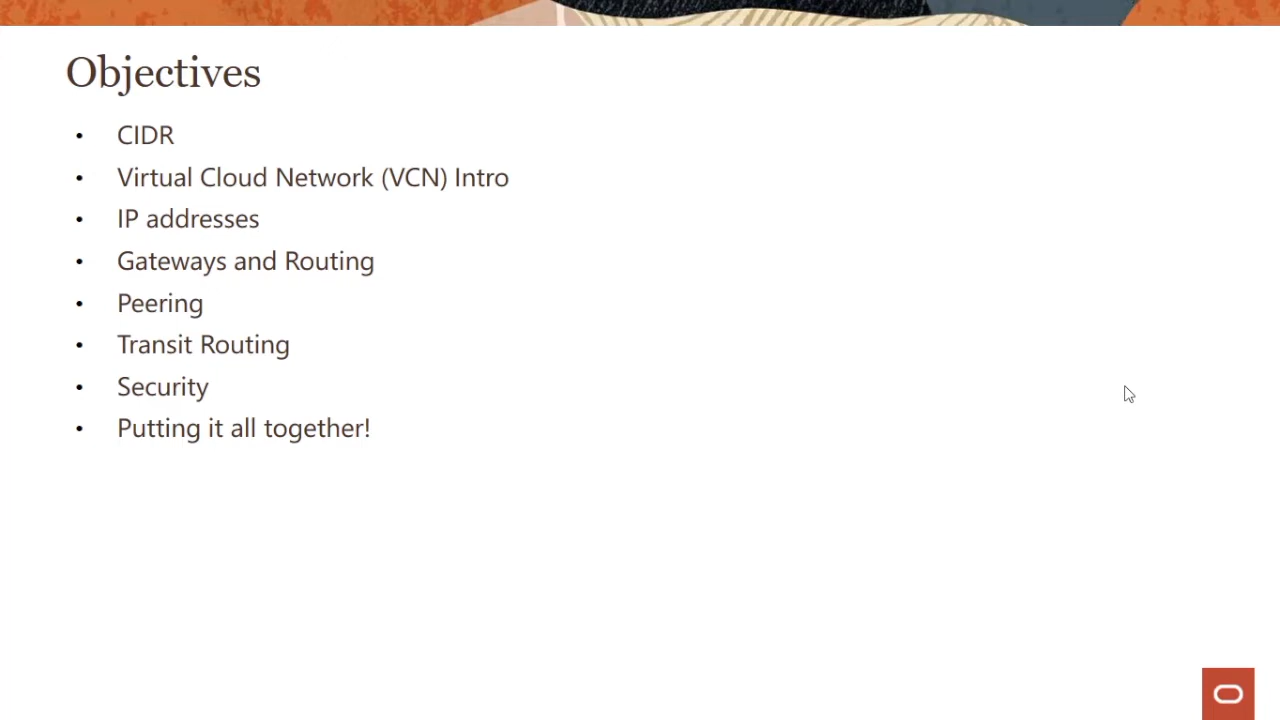 Objectives
• CIDR
• Virtual Cloud Network (VCN) Intro
• IP addresses
• Gateways and Routing
• Peering
• Transit Routing
• Security
• Putting it all together!